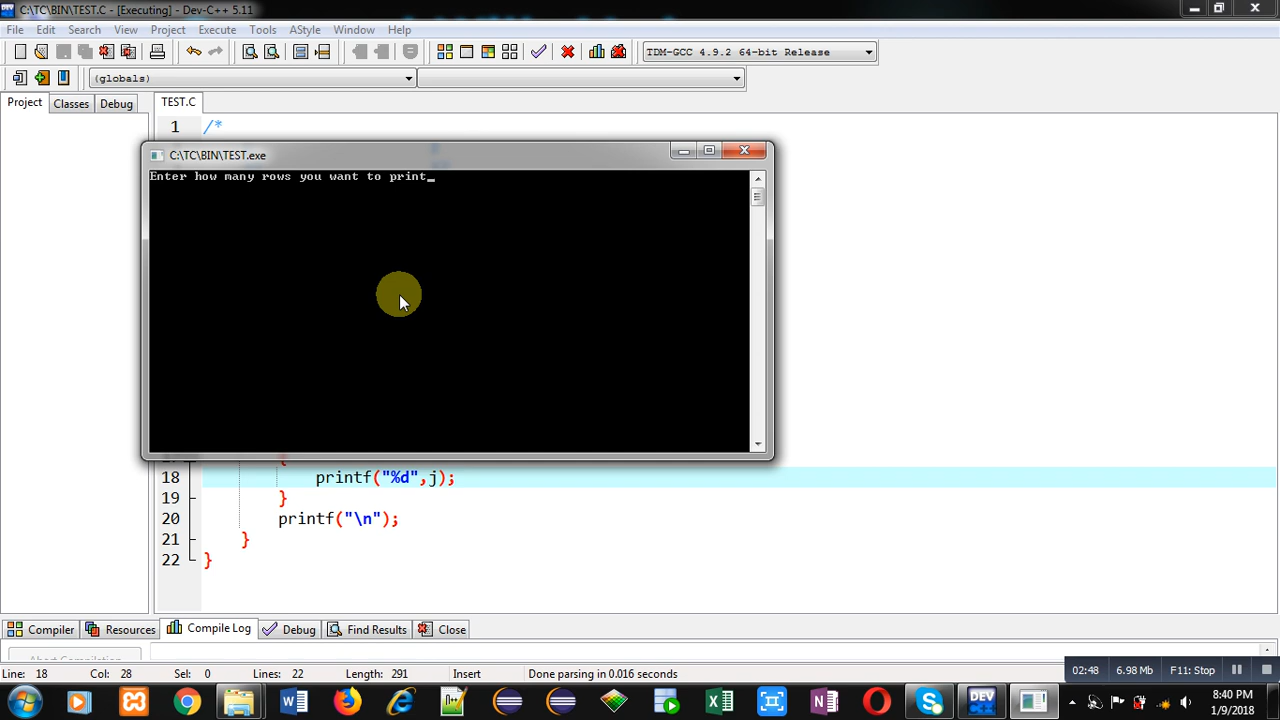 C:\TC\BIN\TEST.C - [Executing] - Dev-C++ 5.11
File Edit Search View Project Execute Tools AStyle Window Help
TDM-GCC 4.9.2 64-bit Release
(globals)
Project Classes Debug
TEST.C
1 /*
C:\TC\BIN\TEST.exe
Enter how many rows you want to print_
{
18 printf("%d",j);
19 }
20 printf("\n");
21 }
22 }
Compiler Resources Compile Log Debug Find Results Close
Line: 18 Col: 28 Sel: 0 Lines: 22 Length: 291 Insert Done parsing in 0.016 seconds
02:48 6.98 Mb F11: Stop
DEV
8:40 PM
1/9/2018